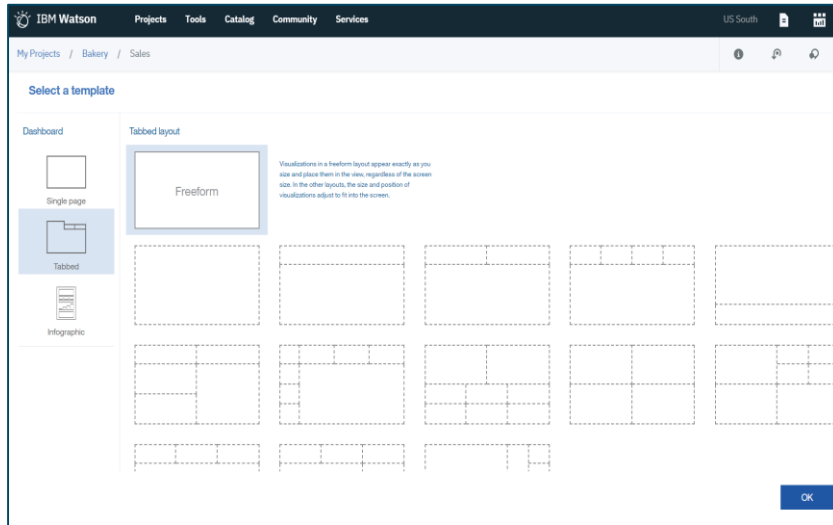 IBM Watson Projects Tools Catalog Community Services US South
My Projects / Bakery / Sales
Select a template
Dashboard
Tabbed layout
Single page
Tabbed
Infographic
Freeform
Visualizations in a freeform layout appear exactly as you
size and place them in the view, regardless of the screen
size. In the other layouts, the size and position of
visualizations adjust to fit into the screen.
OK